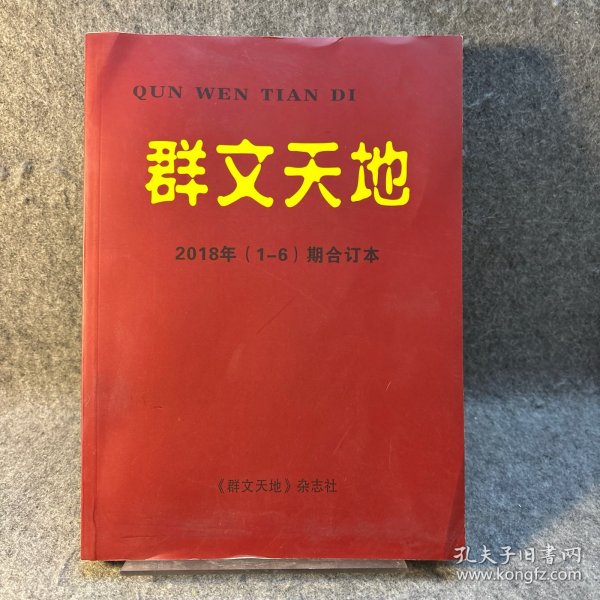 QUN WEN TIAN DI
群文天地
2018年（1-6）期合订本
《群文天地》杂志社
孔夫子旧书网
www.kongfz.com